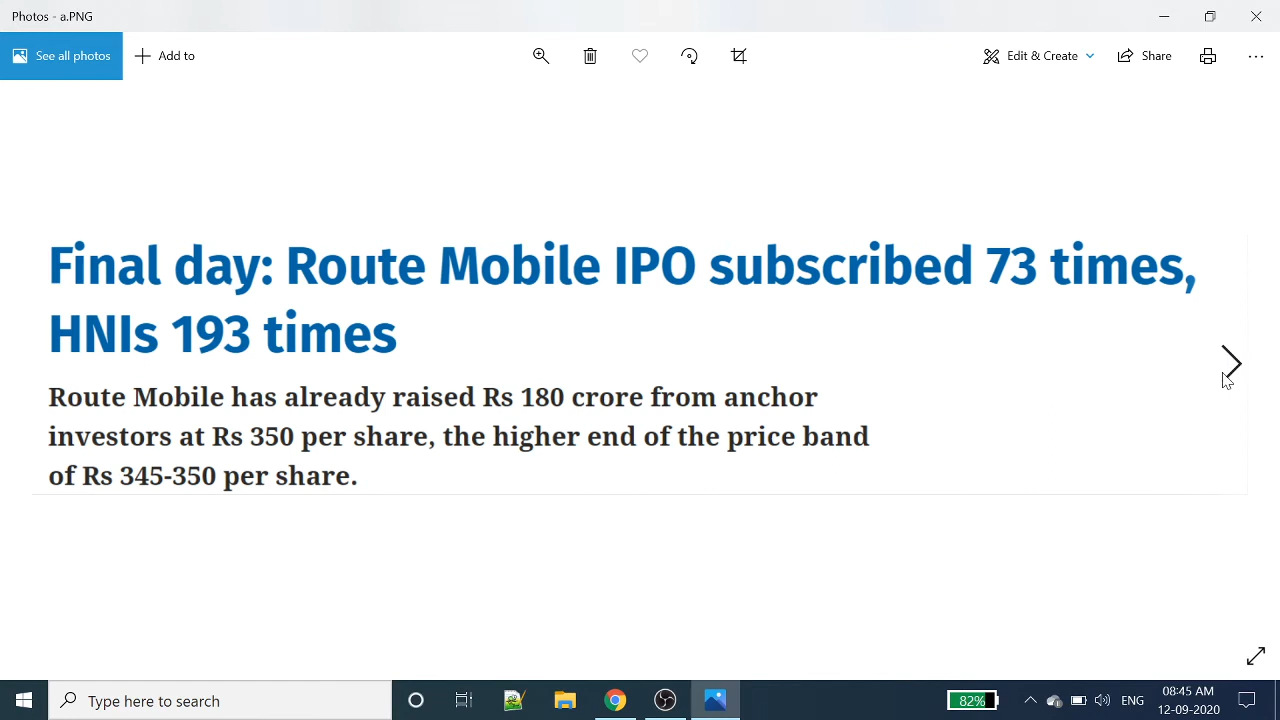 Photos - a.PNG
See all photos
Add to
Edit & Create
Share
Final day: Route Mobile IPO subscribed 73 times,
HNIs 193 times
Route Mobile has already raised Rs 180 crore from anchor
investors at Rs 350 per share, the higher end of the price band
of Rs 345-350 per share.
Type here to search
82%
ENG
08:45 AM
12-09-2020